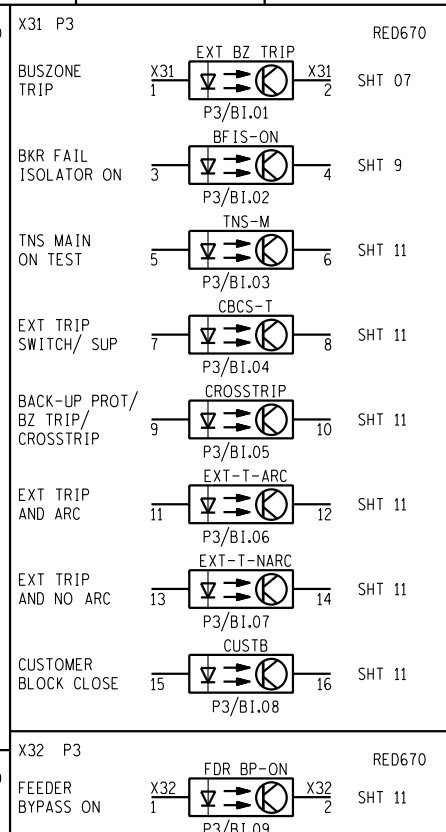 X31 P3
RED670
EXT BZ TRIP
BUSZONE
TRIP
X31
1
X31
2
SHT 07
P3/BI.01
BFIS-ON
BKR FAIL
ISOLATOR ON
3
4
SHT 9
P3/BI.02
TNS-M
TNS MAIN
ON TEST
5
6
SHT 11
P3/BI.03
CBCS-T
EXT TRIP
SWITCH/ SUP
7
8
SHT 11
P3/BI.04
CROSSTRIP
BACK-UP PROT/
BZ TRIP/
CROSSTRIP
9
10
SHT 11
P3/BI.05
EXT-T-ARC
EXT TRIP
AND ARC
11
12
SHT 11
P3/BI.06
EXT-T-NARC
EXT TRIP
AND NO ARC
13
14
SHT 11
P3/BI.07
CUSTB
CUSTOMER
BLOCK CLOSE
15
16
SHT 11
P3/BI.08
X32 P3
RED670
FDR BP-ON
FEEDER
BYPASS ON
X32
1
X32
2
SHT 11
P3/BI.09